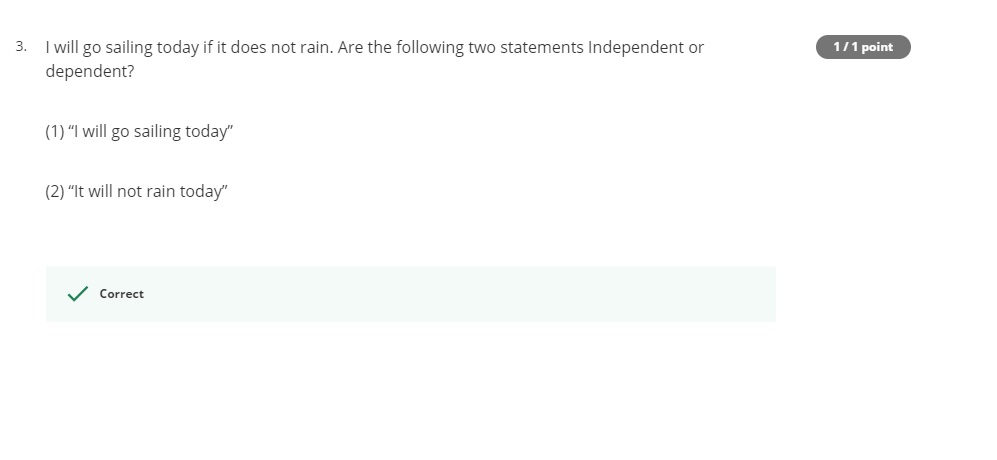 3. I will go sailing today if it does not rain. Are the following two statements Independent or
1 / 1 point
dependent?
(1) “I will go sailing today”
(2) “It will not rain today”
Correct